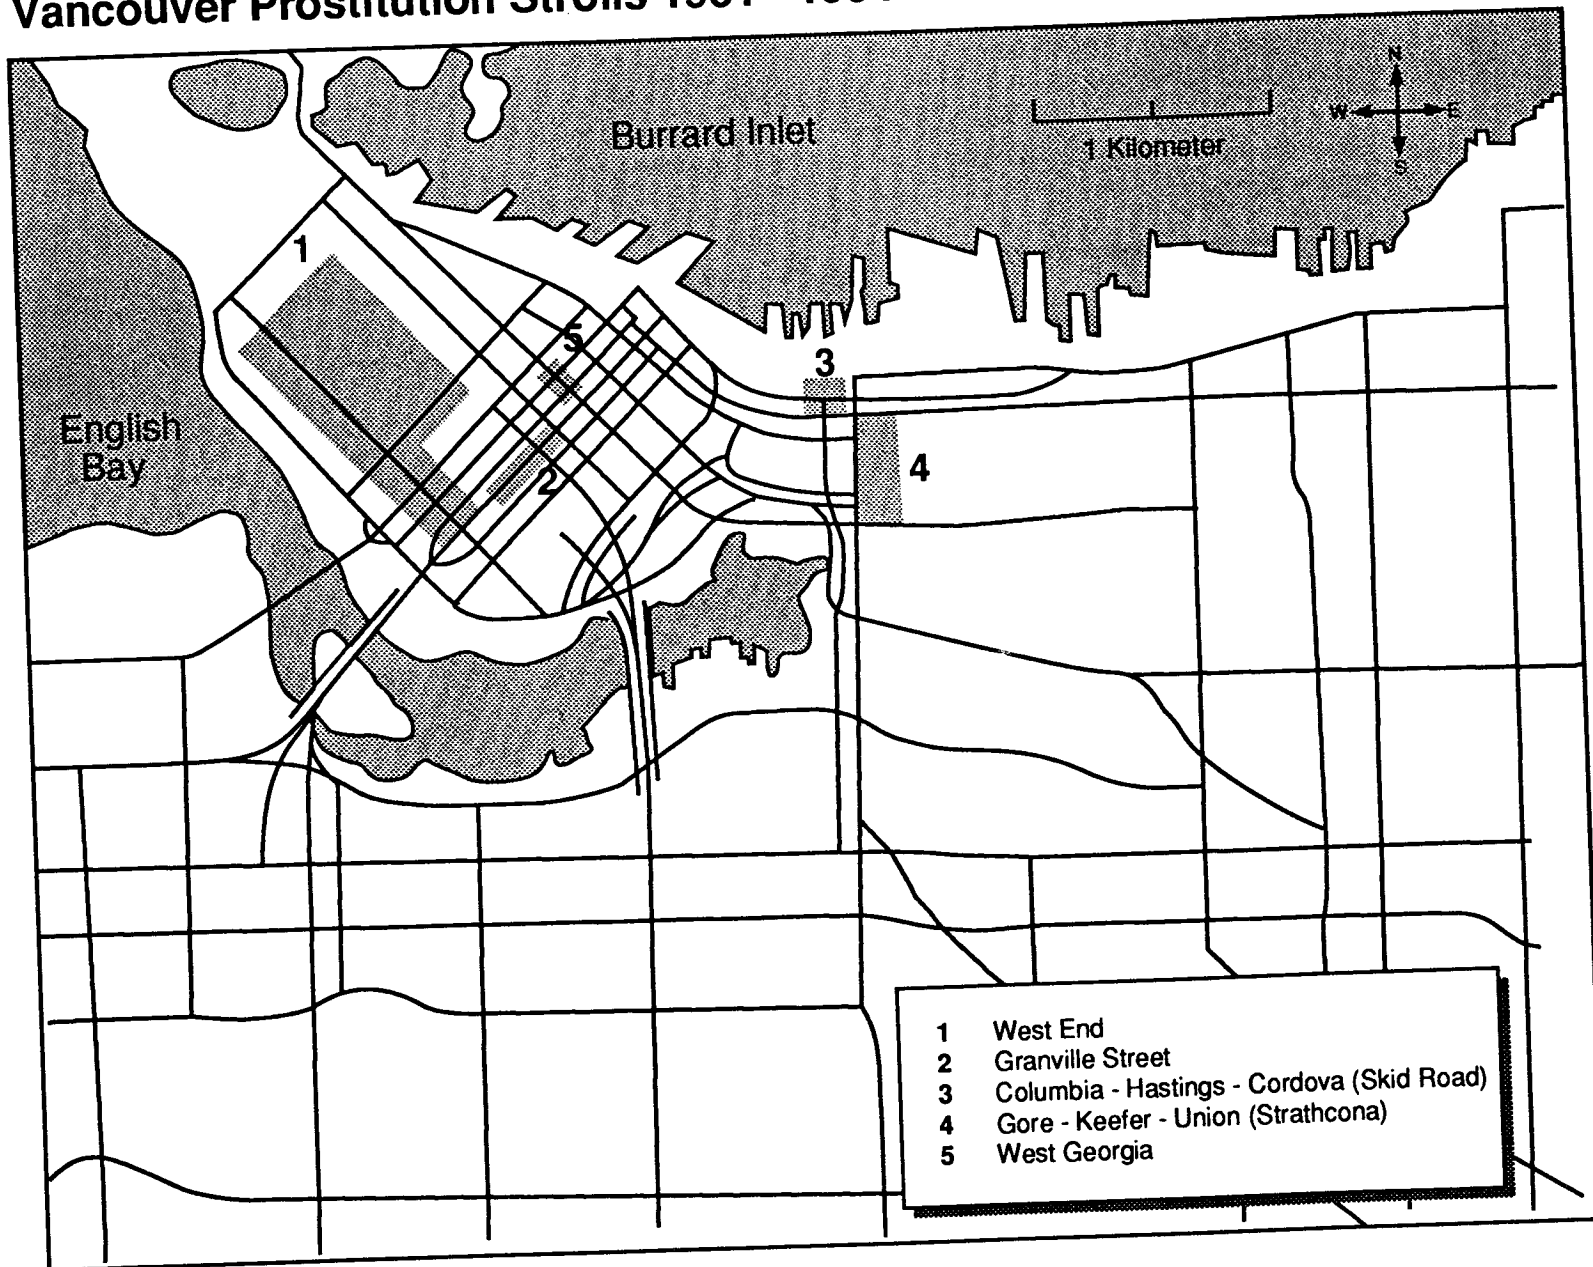 Vancouver Prostitution Strolls
N
W E
S
Burrard Inlet
1 Kilometer
1
5
3
English
Bay
2
4
1 West End
2 Granville Street
3 Columbia - Hastings - Cordova (Skid Road)
4 Gore - Keefer - Union (Strathcona)
5 West Georgia